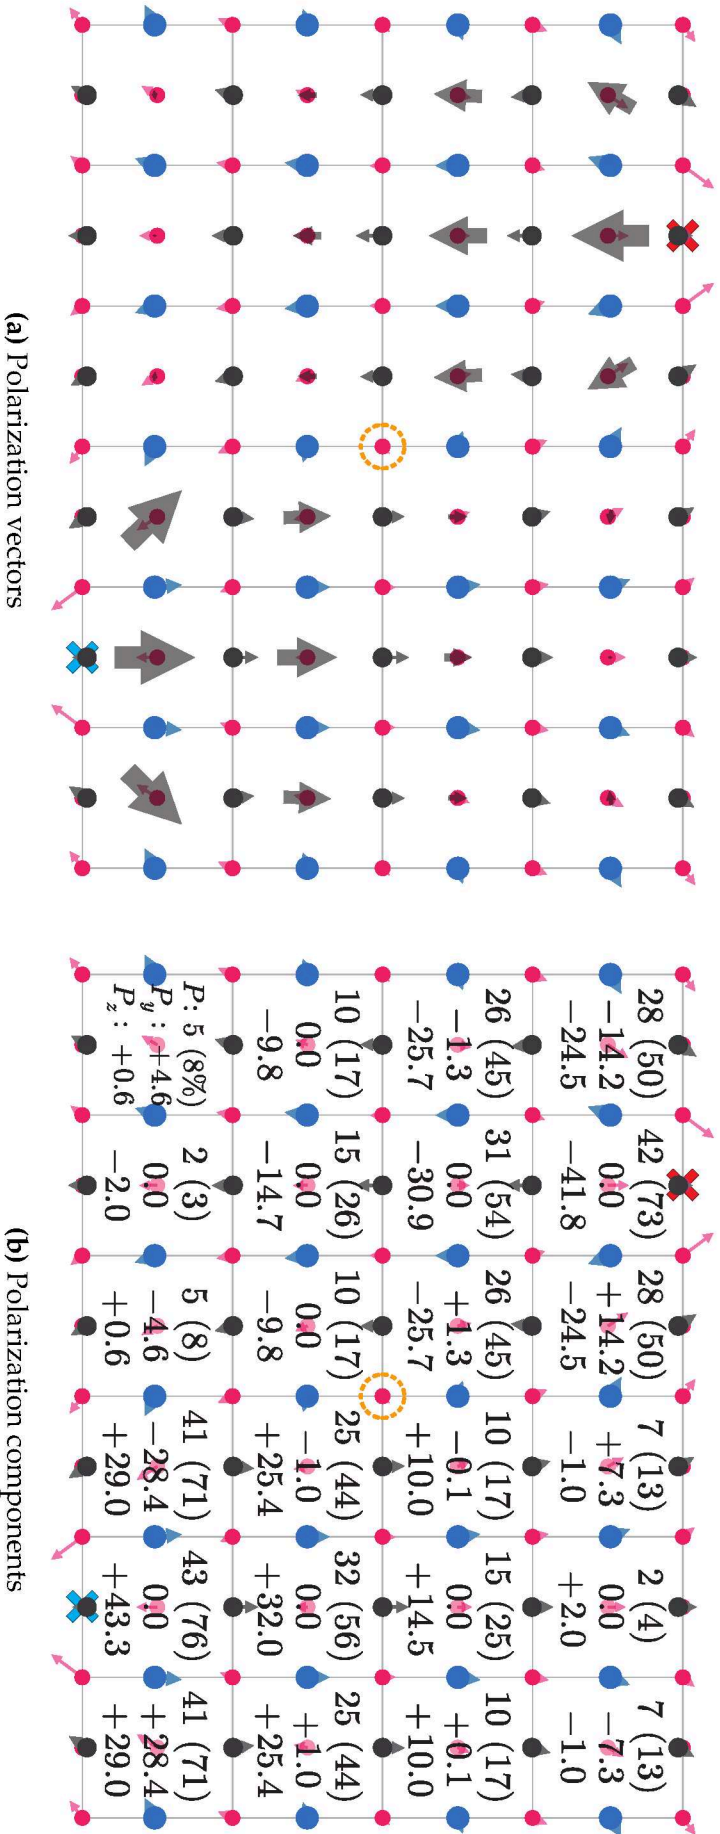 28 (50) 42 (73) 28 (50) 7 (13) 2 (4) 7 (13)
−14.2 0.0 +14.2 +7.3 0.0 −7.3
−24.5 −41.8 −24.5 −1.0 +2.0 −1.0
26 (45) 31 (54) 26 (45) 10 (17) 15 (25) 10 (17)
−1.3 0.0 +1.3 −0.1 0.0 +0.1
−25.7 −30.9 −25.7 +10.0 +14.5 +10.0
10 (17) 15 (26) 10 (17) 25 (44) 32 (56) 25 (44)
0.0 0.0 0.0 −1.0 0.0 +1.0
−9.8 −14.7 −9.8 +25.4 +32.0 +25.4
P: 5 (8%) 2 (3) 5 (8) 41 (71) 43 (76) 41 (71)
Py: +4.6 0.0 −4.6 −28.4 0.0 +28.4
Pz: +0.6 −2.0 +0.6 +29.0 +43.3 +29.0
(a) Polarization vectors
(b) Polarization components